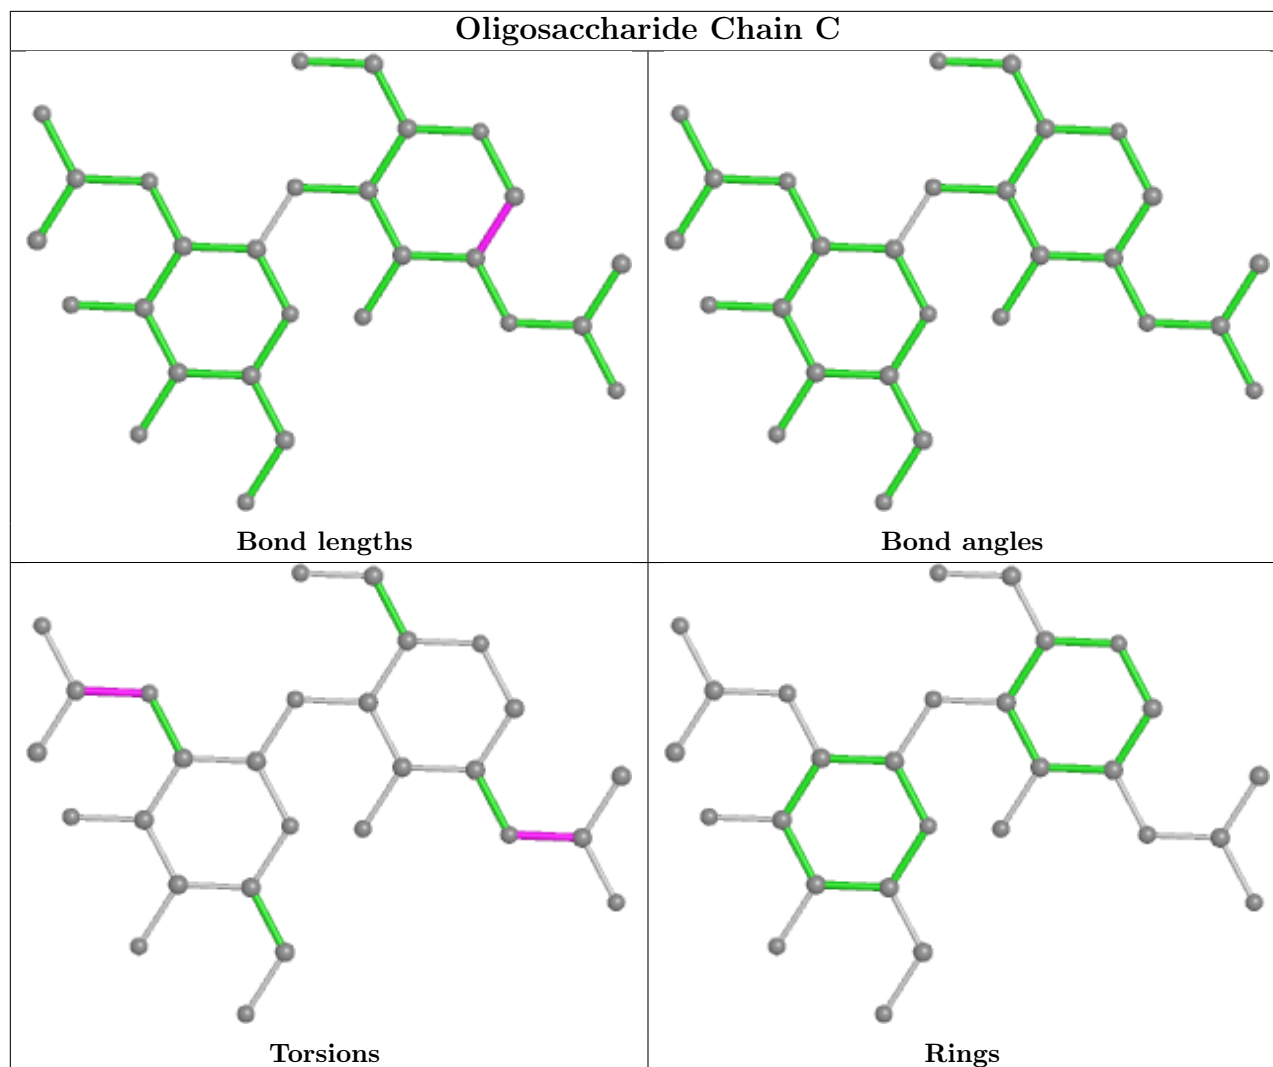 Oligosaccharide Chain C
Bond lengths
Bond angles
Torsions
Rings